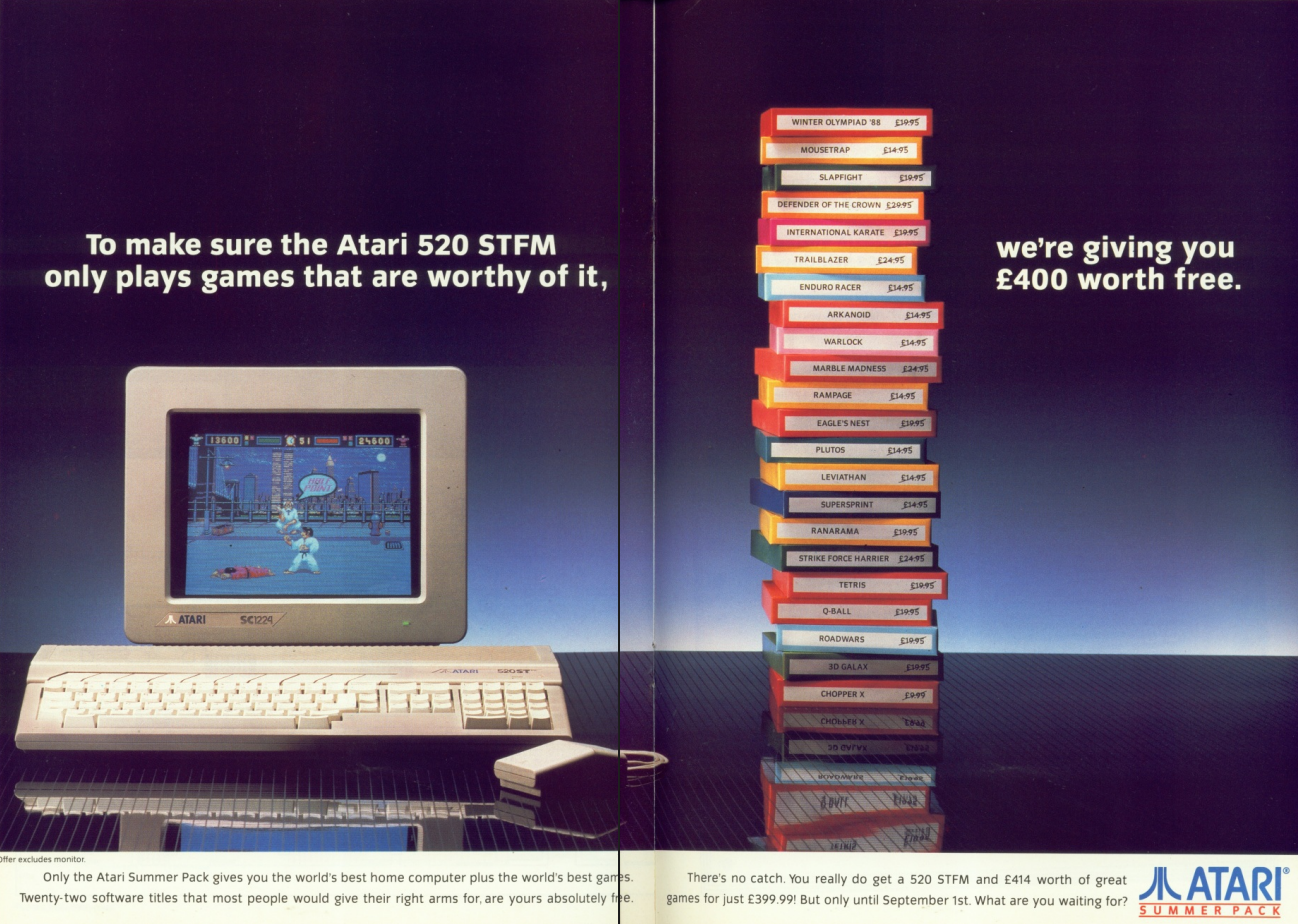 To make sure the Atari 520 STFM
only plays games that are worthy of it,
we're giving you
£400 worth free.
13600
51
24600
ATARI
SC1224
ATARI 520ST
WINTER OLYMPIAD '88 £19.95
MOUSETRAP £14.95
SLAPFIGHT £19.95
DEFENDER OF THE CROWN £29.95
INTERNATIONAL KARATE £19.95
TRAILBLAZER £24.95
ENDURO RACER £14.95
ARKANOID £14.95
WARLOCK £14.95
MARBLE MADNESS £24.95
RAMPAGE £14.95
EAGLE'S NEST £19.95
PLUTOS £14.95
LEVIATHAN £14.95
SUPERSPRINT £14.95
RANARAMA £19.95
STRIKE FORCE HARRIER £24.95
TETRIS £19.95
Q-BALL £19.95
ROADWARS £19.95
3D GALAX £19.95
CHOPPER X £9.99
Offer excludes monitor.
Only the Atari Summer Pack gives you the world's best home computer plus the world's best games.
Twenty-two software titles that most people would give their right arms for, are yours absolutely free.
There's no catch. You really do get a 520 STFM and £414 worth of great
games for just £399.99! But only until September 1st. What are you waiting for?
ATARI®
SUMMER PACK